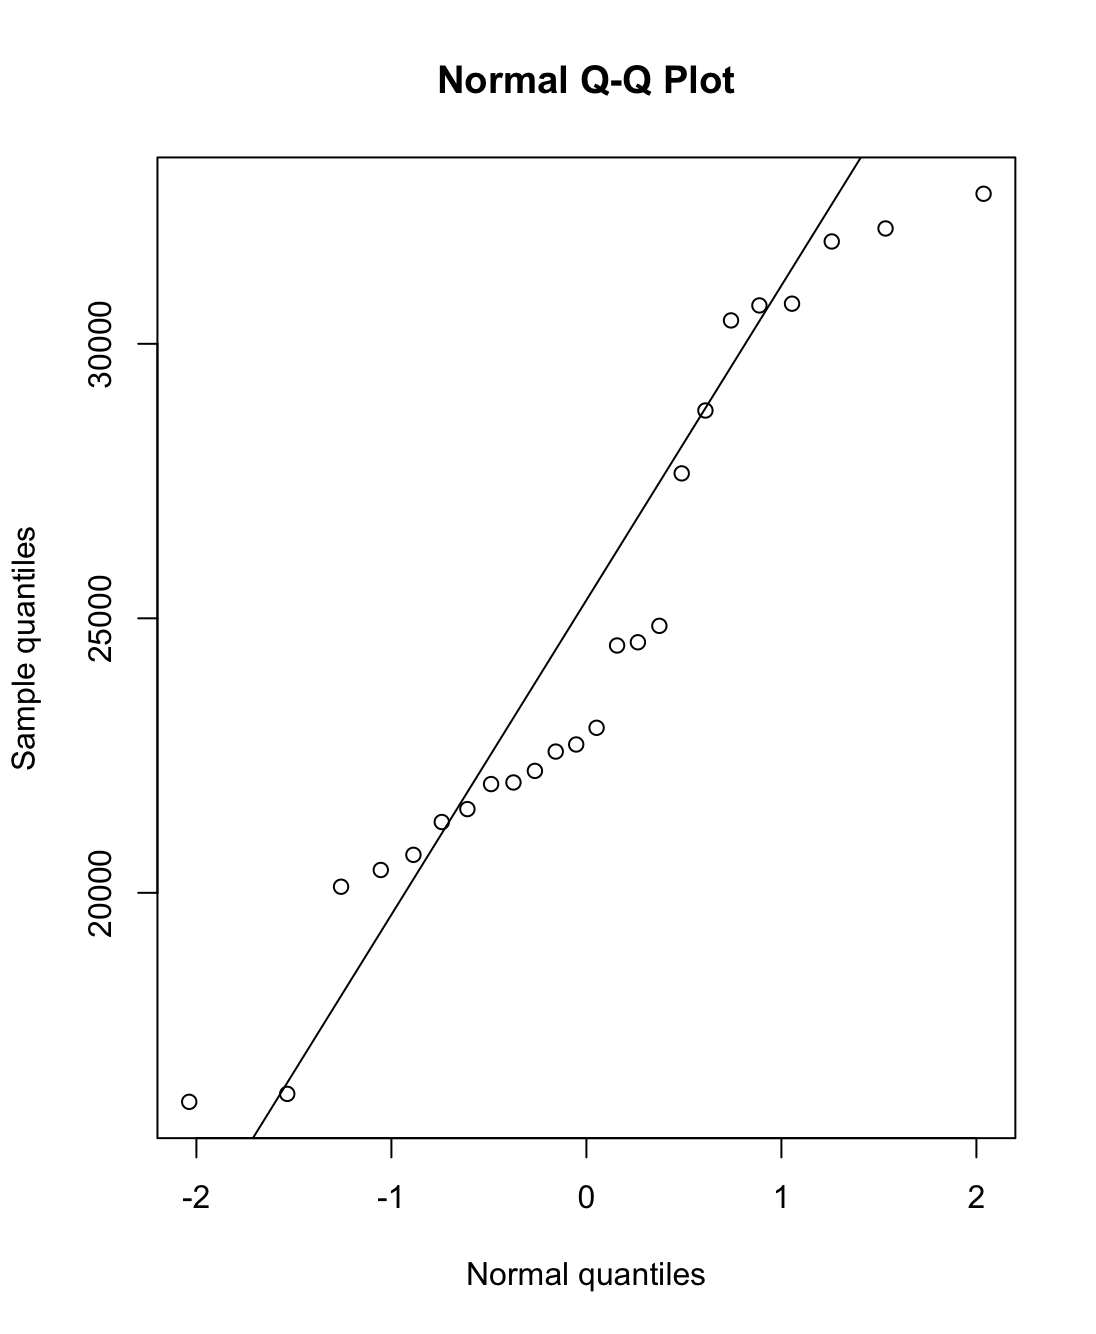 Normal Q-Q Plot
30000
25000
20000
Sample quantiles
-2 -1 0 1 2
Normal quantiles